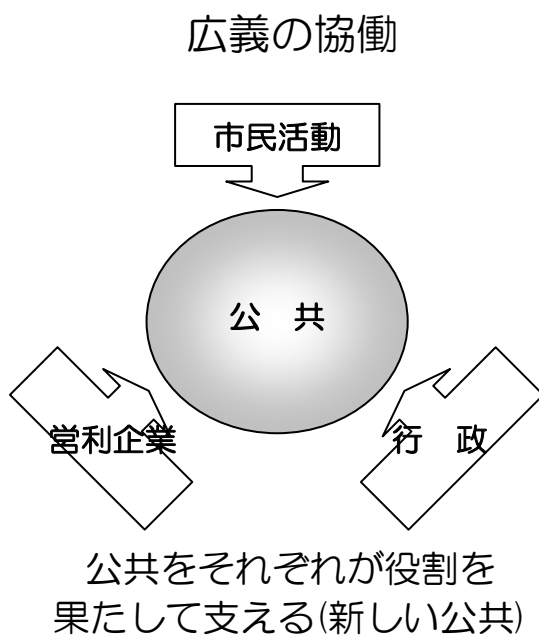 広義の協働
市民活動
公　共
営利企業
行　政
公共をそれぞれが役割を
果たして支える(新しい公共)